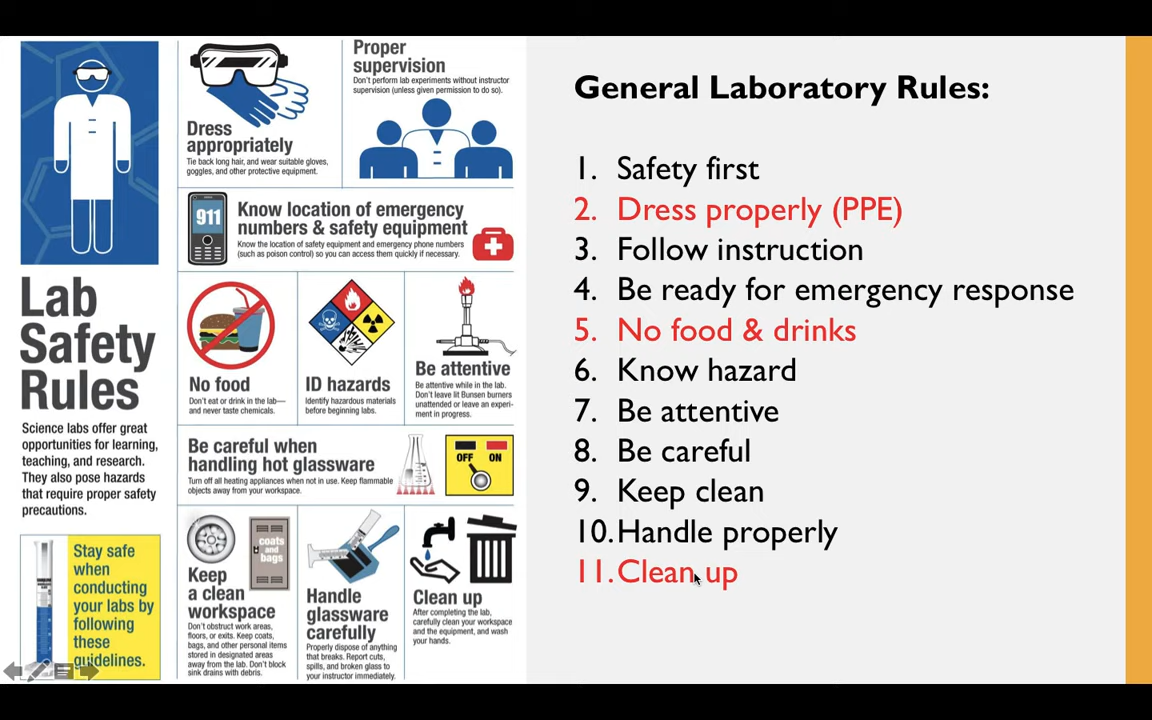 Lab
Safety
Rules
Science labs offer great
opportunities for learning,
teaching, and research.
They also pose hazards
that require proper safety
precautions.
Stay safe
when
conducting
your labs by
following
these
guidelines.
Dress
appropriately
Tie back long hair, and wear suitable gloves,
goggles, and other protective equipment.
Proper
supervision
Don't perform lab experiments without instructor
supervision (unless given permission to do so).
911
Know location of emergency
numbers & safety equipment
Know the location of safety equipment and emergency phone numbers
(such as poison control) so you can access them quickly if necessary.
No food
Don't eat or drink in the lab—
and never taste chemicals.
ID hazards
Identify hazardous materials
before beginning labs.
Be attentive
Be attentive while in the lab.
Don't leave lit Bunsen burners
unattended or leave an experi-
ment in progress.
Be careful when
handling hot glassware
Turn off all heating appliances when not in use. Keep flammable
objects away from your workspace.
OFF ON
coats
and
bags
Keep
a clean
workspace
Don't obstruct work areas,
floors, or exits. Keep coats,
bags, and other personal items
stored in designated areas
away from the lab. Don't block
sink drains with debris.
Handle
glassware
carefully
Properly dispose of anything
that breaks. Report cuts,
spills, and broken glass to
your instructor immediately.
Clean up
After completing the lab,
carefully clean your workspace
and the equipment, and wash
your hands.
General Laboratory Rules:
1. Safety first
2. Dress properly (PPE)
3. Follow instruction
4. Be ready for emergency response
5. No food & drinks
6. Know hazard
7. Be attentive
8. Be careful
9. Keep clean
10. Handle properly
11. Clean up